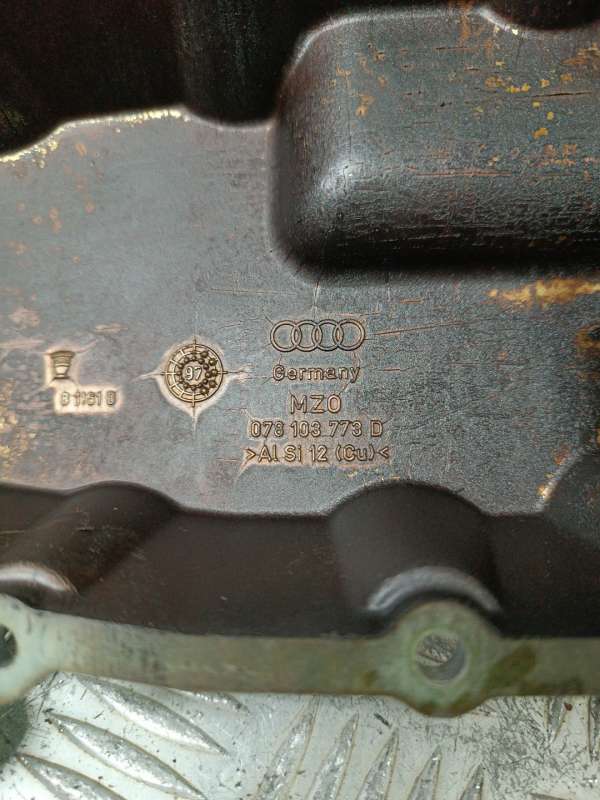 97
Germany
MZO
078 103 773 D
>Al Si 12 (Cu)<